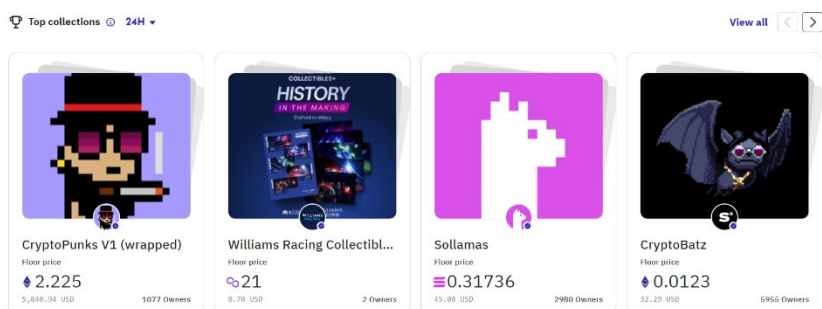 Top collections 24H
View all
COLLECTIBLES+
HISTORY
IN THE MAKING
CryptoPunks V1 (wrapped)
Floor price
2.225
5,840.94 USD 1077 Owners
Williams Racing Collectibl...
Floor price
21
8.70 USD 2 Owners
Sollamas
Floor price
0.31736
45.08 USD 2980 Owners
CryptoBatz
Floor price
0.0123
32.29 USD 5955 Owners